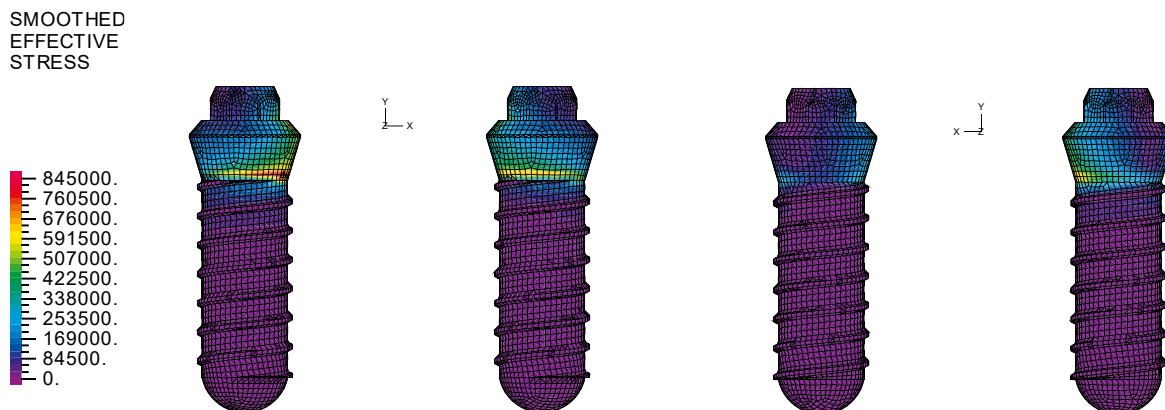 SMOOTHED
EFFECTIVE
STRESS
Y
Z X
Y
X Z
845000.
760500.
676000.
591500.
507000.
422500.
338000.
253500.
169000.
84500.
0.